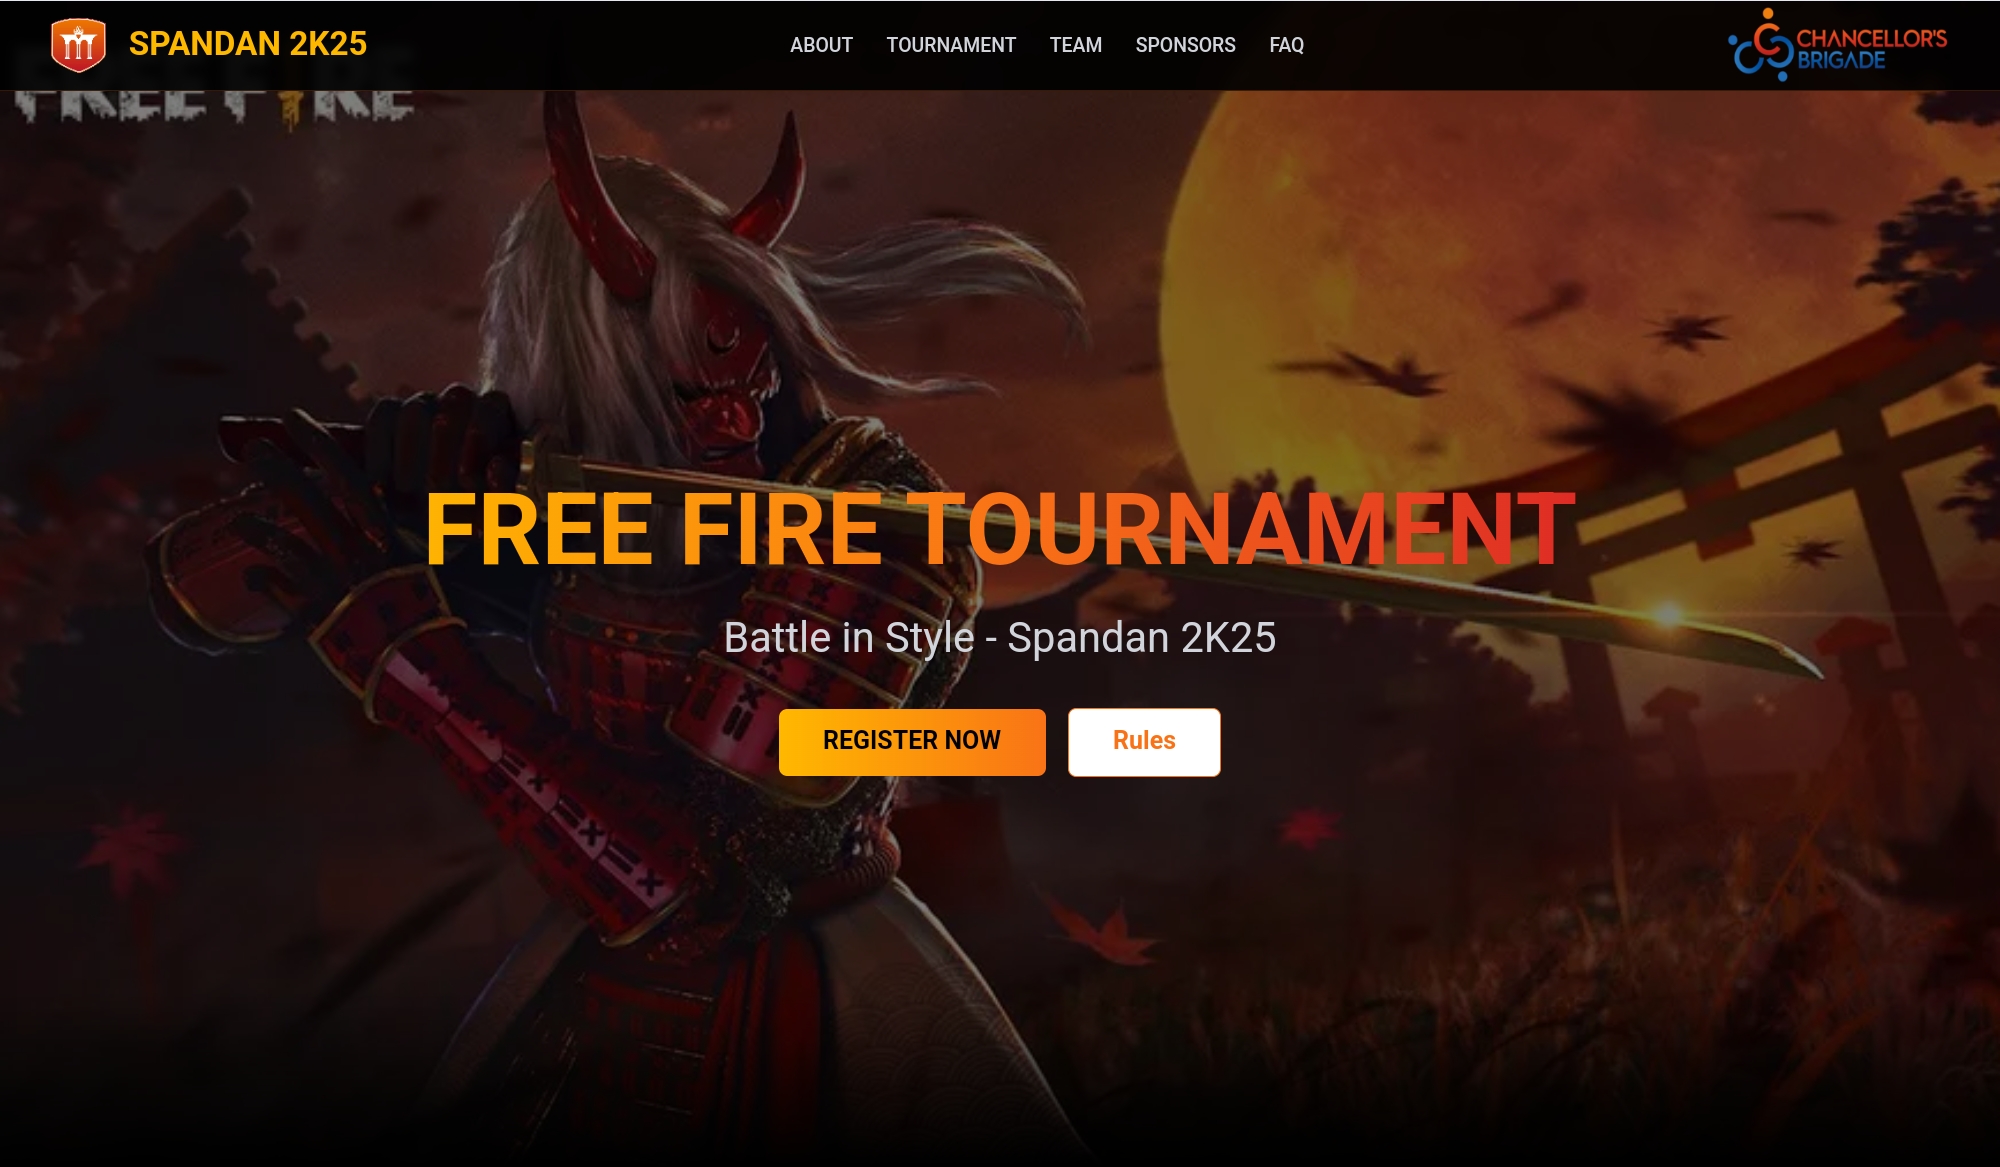 SPANDAN 2K25
ABOUT TOURNAMENT TEAM SPONSORS FAQ
CHANCELLOR'S
BRIGADE
FREE FIRE
FREE FIRE TOURNAMENT
Battle in Style - Spandan 2K25
REGISTER NOW
Rules